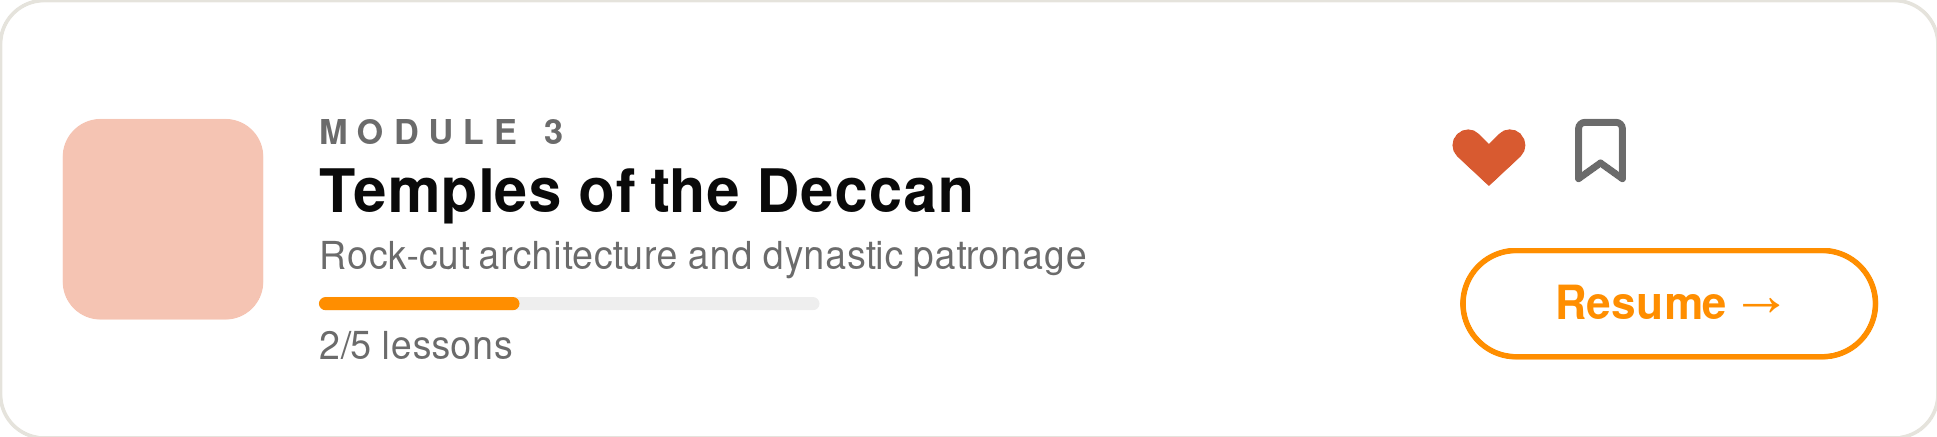 MODULE 3
Temples of the Deccan
Rock-cut architecture and dynastic patronage
2/5 lessons
Resume →